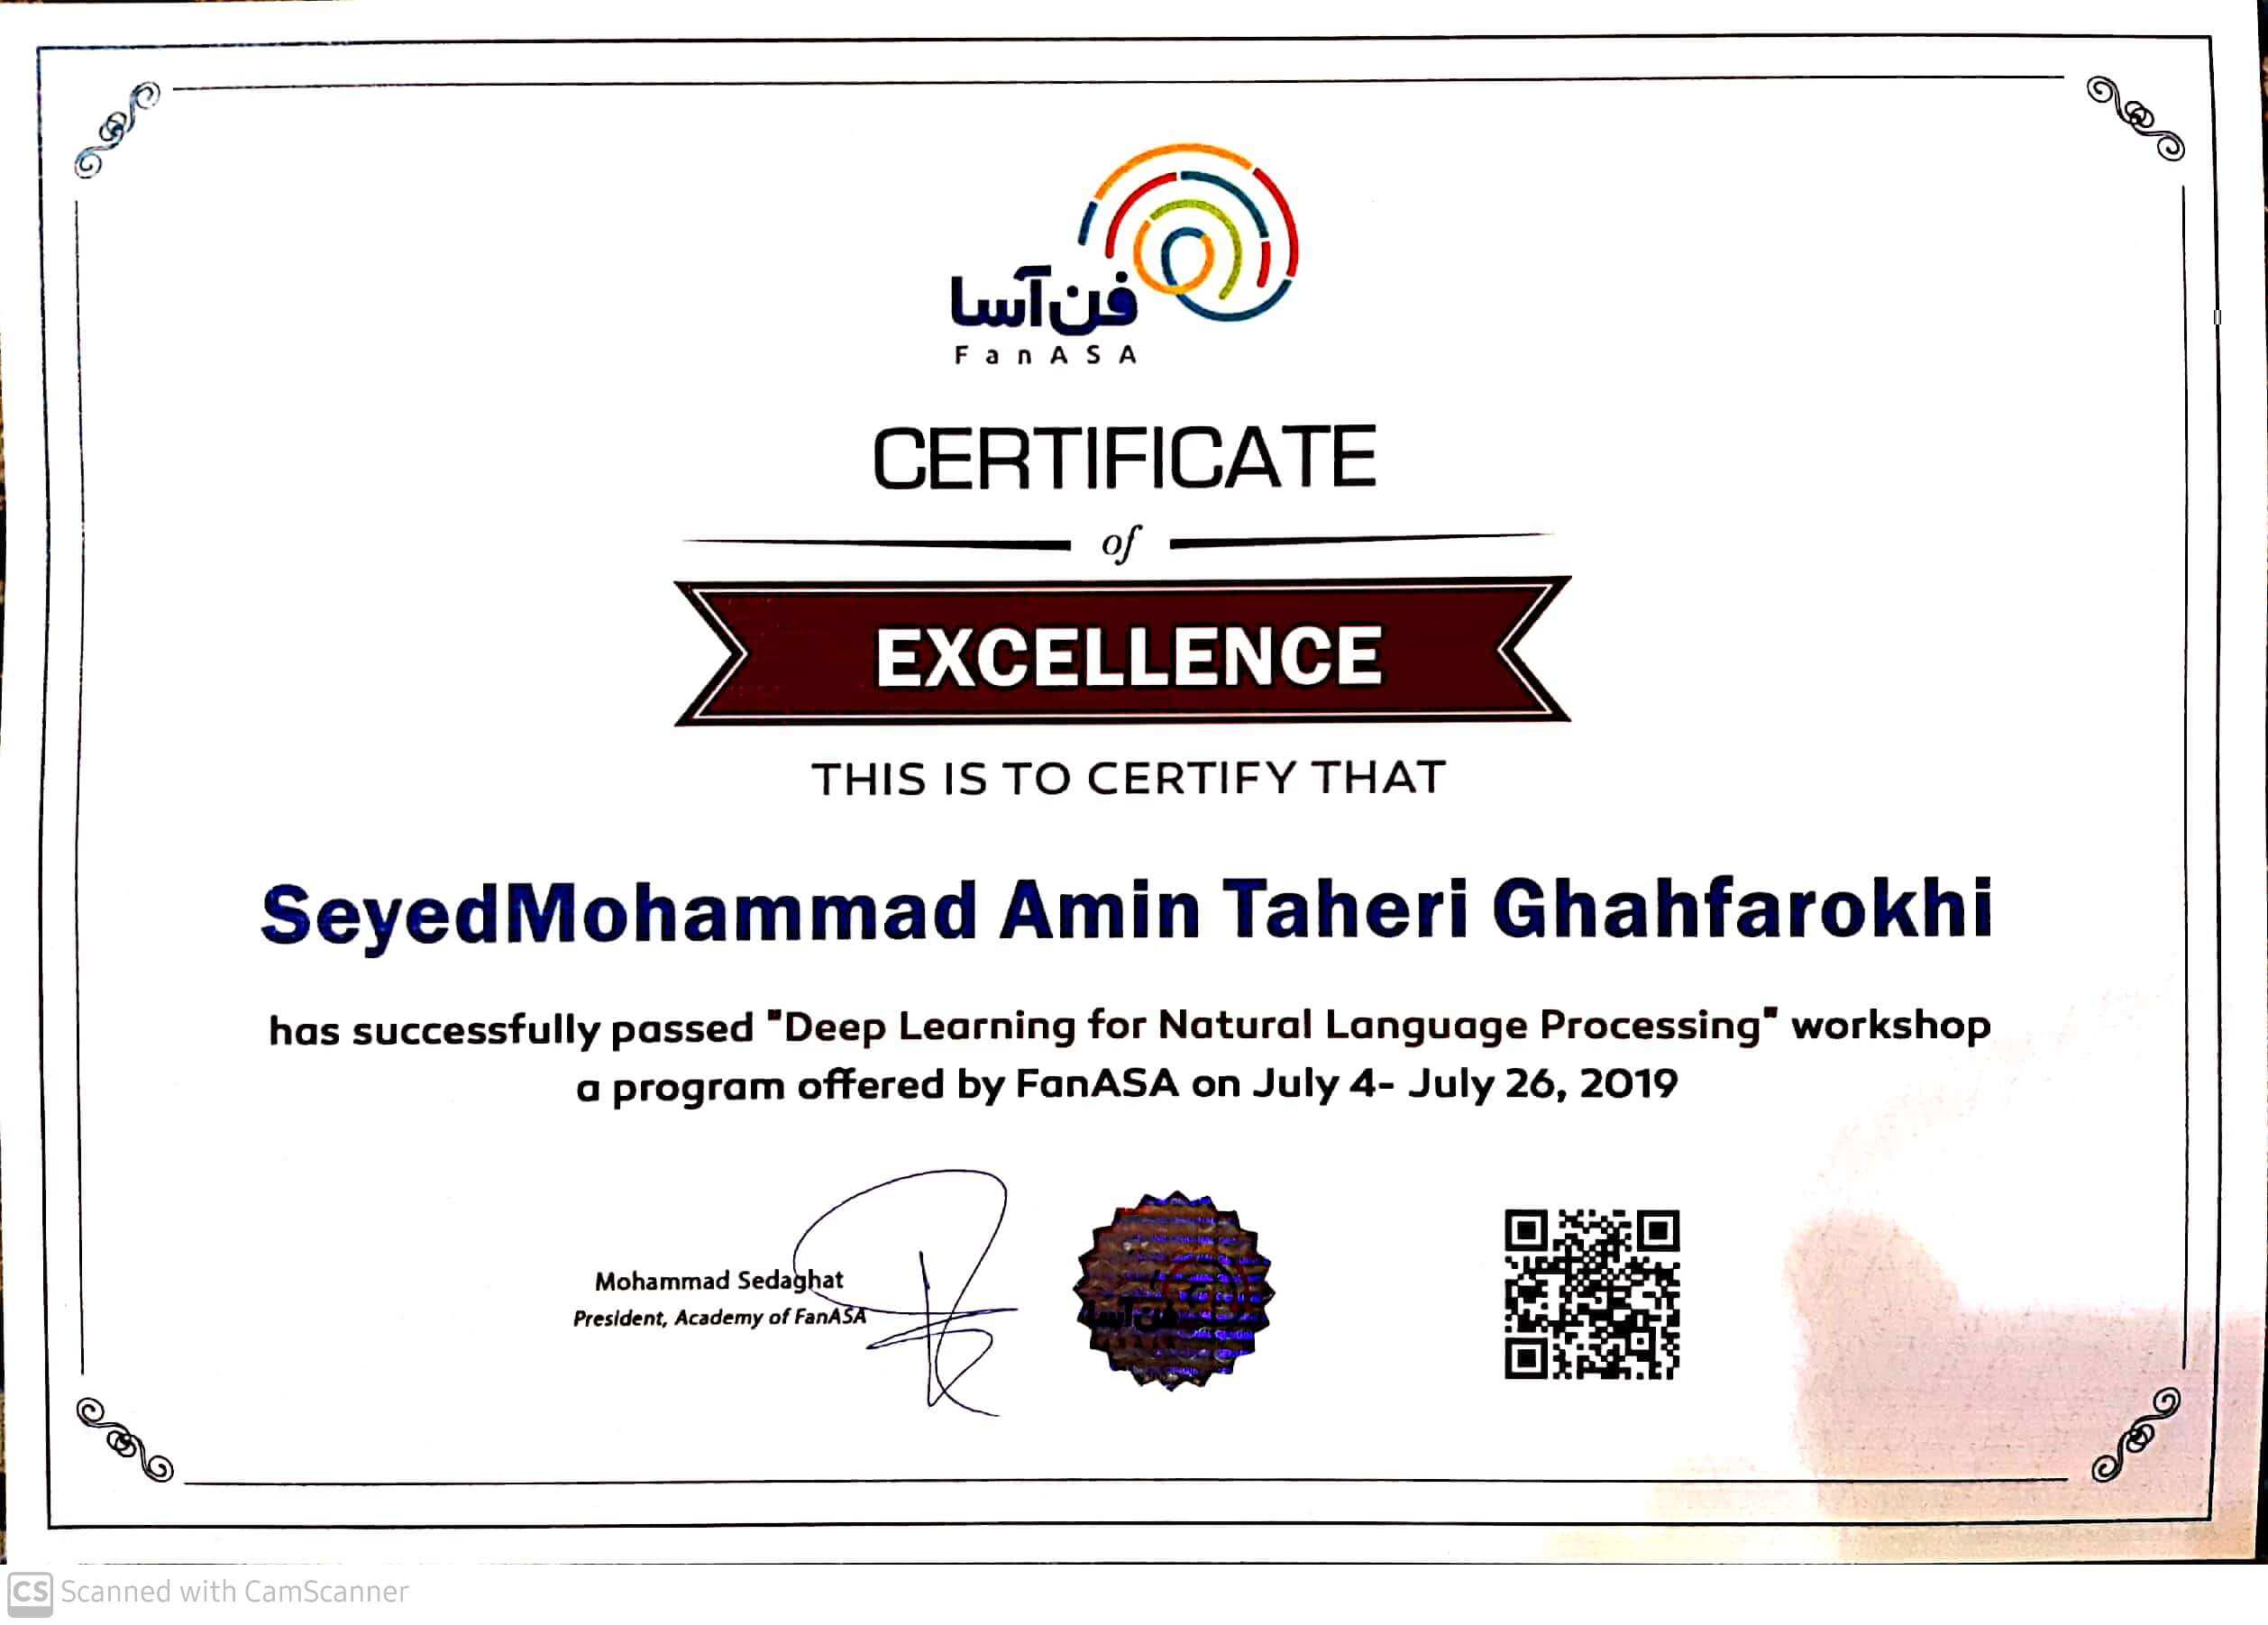 فن‌آسا
FanASA
CERTIFICATE
of
EXCELLENCE
THIS IS TO CERTIFY THAT
SeyedMohammad Amin Taheri Ghahfarokhi
has successfully passed "Deep Learning for Natural Language Processing" workshop
a program offered by FanASA on July 4- July 26, 2019
Mohammad Sedaghat
President, Academy of FanASA
فن‌آسا
CS Scanned with CamScanner